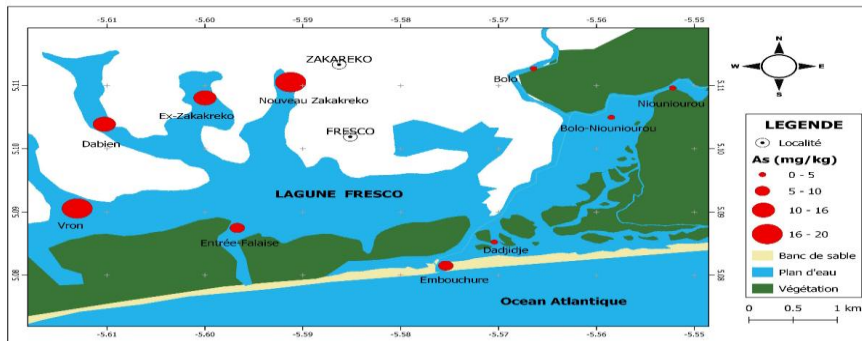 -5.61 -5.60 -5.59 -5.58 -5.57 -5.56 -5.55
ZAKAREKO
Bolo
5.11
5.11
Nouveau Zakakreko
Niouniourou
Ex-Zakakreko
Bolo-Niouniourou
FRESCO
Dabien
5.10
5.10
LAGUNE FRESCO
5.09
5.09
Vron
Entrée-Falaise
Dadjidje
5.08
5.08
Embouchure
Ocean Atlantique
-5.61 -5.60 -5.59 -5.58 -5.57 -5.56 -5.55
N
W E
S
LEGENDE
Localité
As (mg/kg)
0 - 5
5 - 10
10 - 16
16 - 20
Banc de sable
Plan d'eau
Végétation
0 0.5 1 km